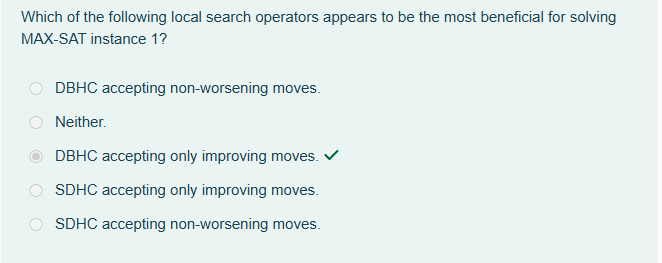 Which of the following local search operators appears to be the most beneficial for solving
MAX-SAT instance 1?
DBHC accepting non-worsening moves.
Neither.
DBHC accepting only improving moves.
SDHC accepting only improving moves.
SDHC accepting non-worsening moves.